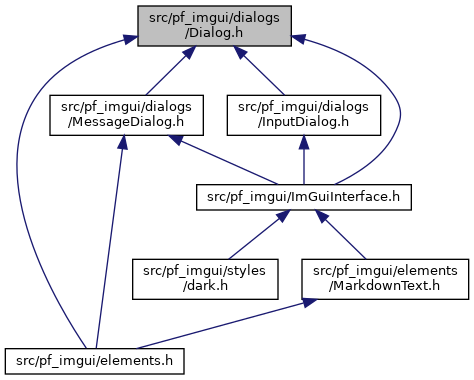 src/pf_imgui/dialogs
/Dialog.h
src/pf_imgui/dialogs
/MessageDialog.h
src/pf_imgui/dialogs
/InputDialog.h
src/pf_imgui/ImGuiInterface.h
src/pf_imgui/styles
/dark.h
src/pf_imgui/elements
/MarkdownText.h
src/pf_imgui/elements.h